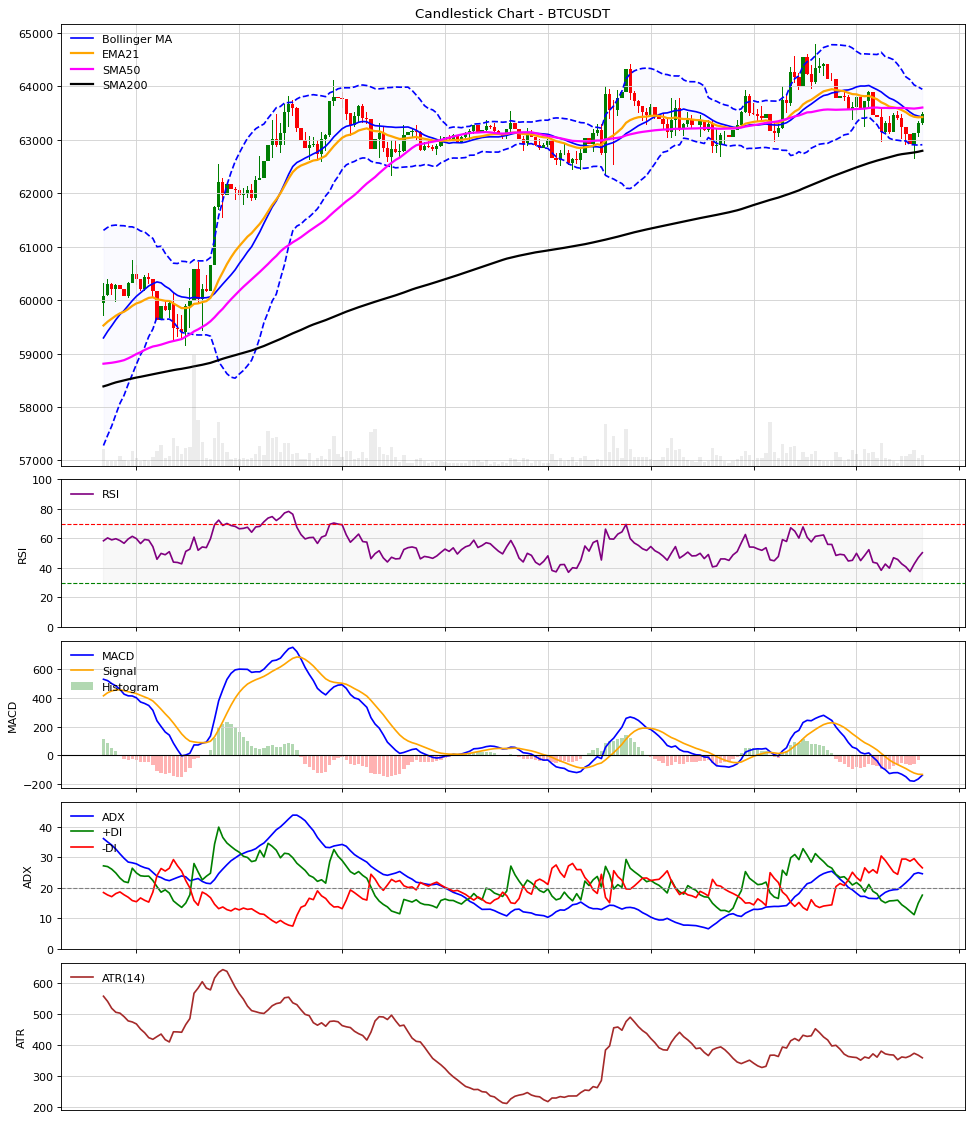 Candlestick Chart - BTCUSDT
65000
64000
63000
62000
61000
60000
59000
58000
57000
Bollinger MA
EMA21
SMA50
SMA200
100
80
60
40
20
0
RSI
RSI
600
400
200
0
−200
MACD
MACD
Signal
Histogram
40
30
20
10
0
ADX
ADX
+DI
-DI
600
500
400
300
200
ATR
ATR(14)